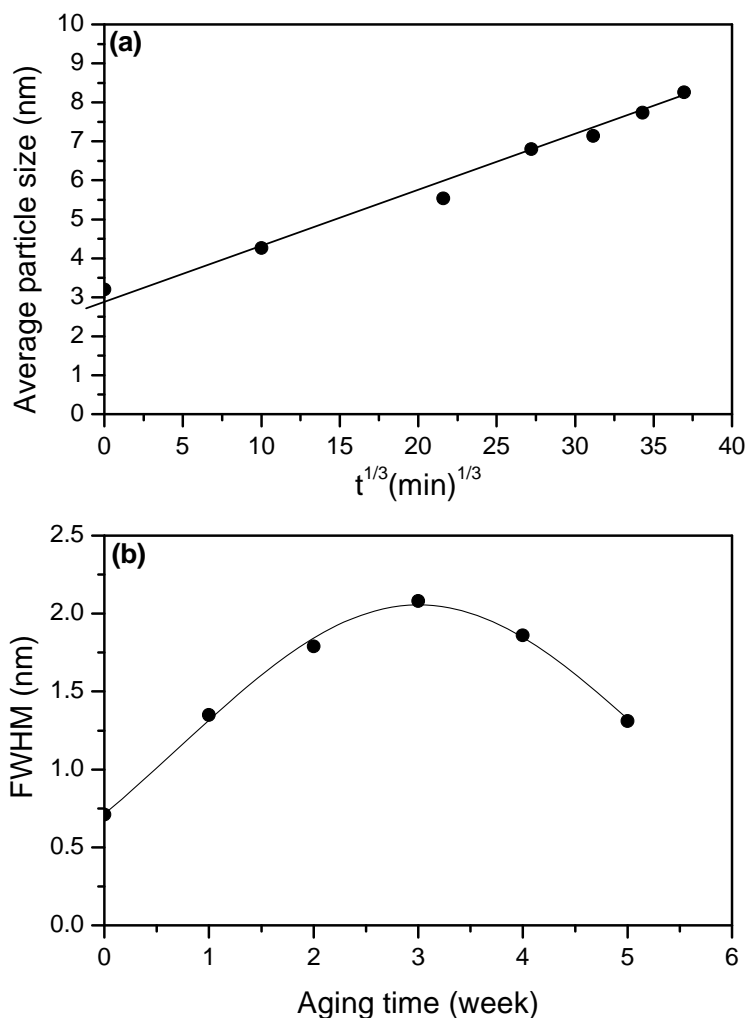 (a)
10
9
8
7
6
5
4
3
2
1
0
Average particle size (nm)
0 5 10 15 20 25 30 35 40
t^1/3(min)^1/3
(b)
2.5
2.0
1.5
1.0
0.5
0.0
FWHM (nm)
0 1 2 3 4 5 6
Aging time (week)